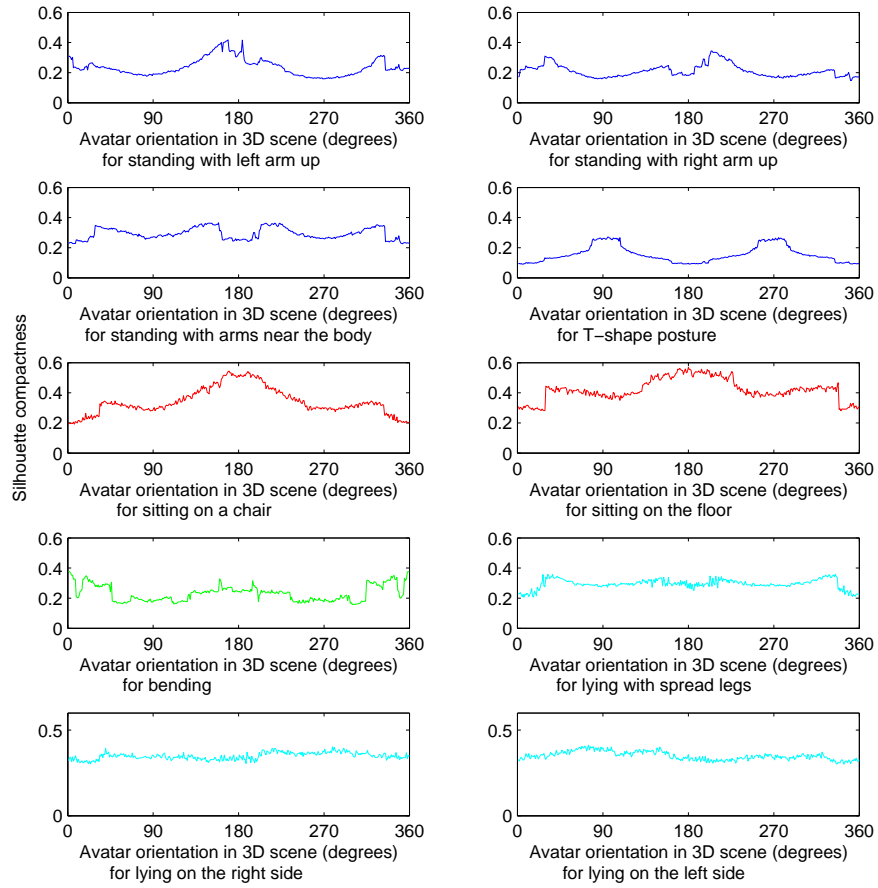 0.6
0.4
0.2
0
0 90 180 270 360
Avatar orientation in 3D scene (degrees)
for standing with left arm up
0.6
0.4
0.2
0
0 90 180 270 360
Avatar orientation in 3D scene (degrees)
for standing with right arm up
0.6
0.4
0.2
0
0 90 180 270 360
Avatar orientation in 3D scene (degrees)
for standing with arms near the body
0.6
0.4
0.2
0
0 90 180 270 360
Avatar orientation in 3D scene (degrees)
for T−shape posture
Silhouette compactness
0.6
0.4
0.2
0
0 90 180 270 360
Avatar orientation in 3D scene (degrees)
for sitting on a chair
0.6
0.4
0.2
0
0 90 180 270 360
Avatar orientation in 3D scene (degrees)
for sitting on the floor
0.6
0.4
0.2
0
0 90 180 270 360
Avatar orientation in 3D scene (degrees)
for bending
0.6
0.4
0.2
0
0 90 180 270 360
Avatar orientation in 3D scene (degrees)
for lying with spread legs
0.5
0
0 90 180 270 360
Avatar orientation in 3D scene (degrees)
for lying on the right side
0.5
0
0 90 180 270 360
Avatar orientation in 3D scene (degrees)
for lying on the left side